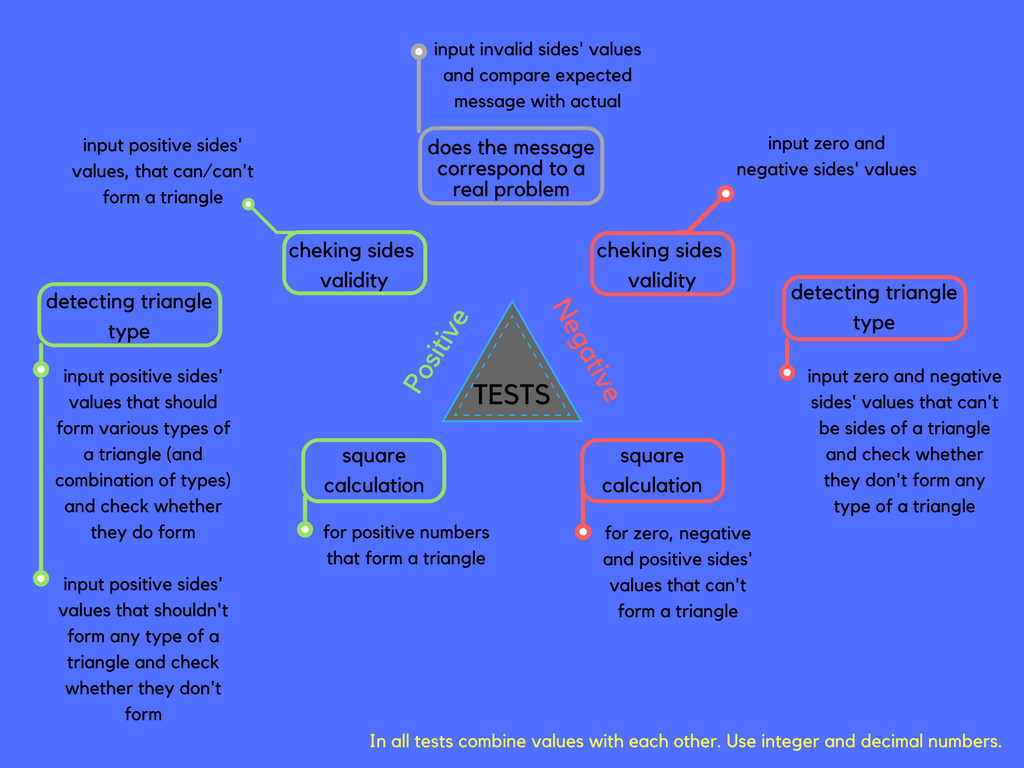 input invalid sides' values
and compare expected
message with actual
does the message
correspond to a
real problem
input positive sides'
values, that can/can't
form a triangle
cheking sides
validity
input zero and
negative sides' values
cheking sides
validity
detecting triangle
type
input positive sides'
values that should
form various types of
a triangle (and
combination of types)
and check whether
they do form
input positive sides'
values that shouldn't
form any type of a
triangle and check
whether they don't
form
Positive
Negative
TESTS
detecting triangle
type
input zero and negative
sides' values that can't
be sides of a triangle
and check whether
they don't form any
type of a triangle
square
calculation
for positive numbers
that form a triangle
square
calculation
for zero, negative
and positive sides'
values that can't
form a triangle
In all tests combine values with each other. Use integer and decimal numbers.